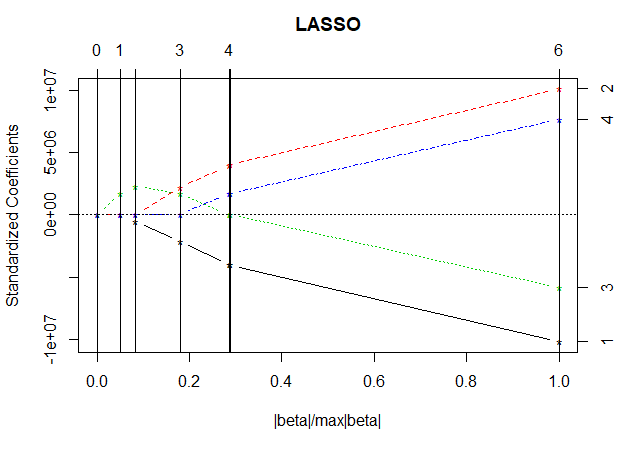 LASSO
0 1 3 4 6
Standardized Coefficients
1e+07
5e+06
0e+00
-1e+07
2
4
3
1
0.0 0.2 0.4 0.6 0.8 1.0
|beta|/max|beta|